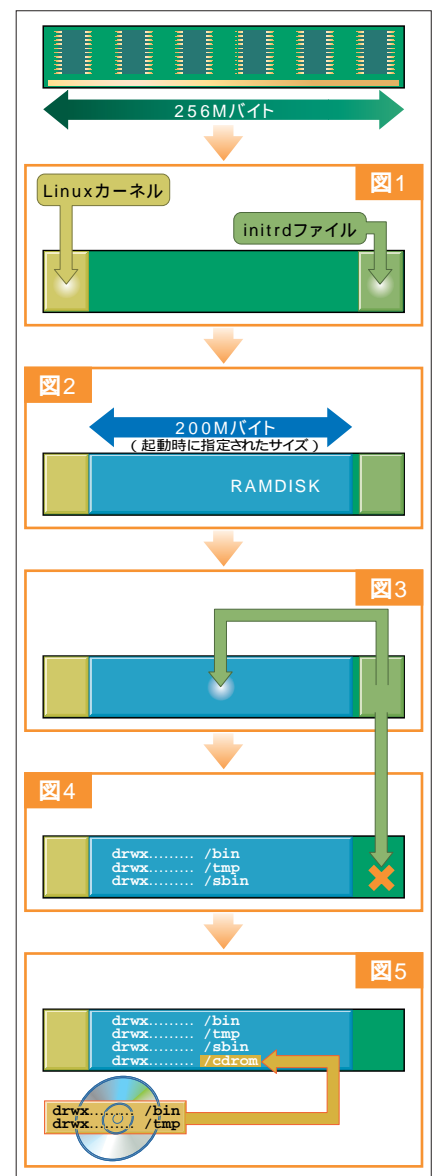 256Mバイト
図1
Linuxカーネル
initrdファイル
図2
200Mバイト
(起動時に指定されたサイズ)
RAMDISK
図3
図4
drwx......... /bin
drwx......... /tmp
drwx......... /sbin
図5
drwx......... /bin
drwx......... /tmp
drwx......... /sbin
drwx......... /cdrom
drwx......... /bin
drwx......... /tmp